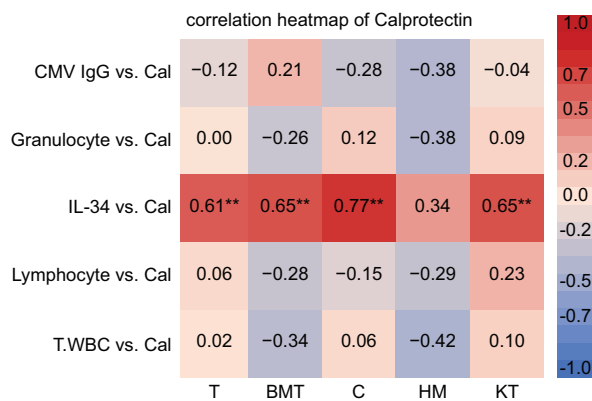 correlation heatmap of Calprotectin
1.0
CMV IgG vs. Cal −0.12 0.21 −0.28 −0.38 −0.04
0.7
0.5
Granulocyte vs. Cal 0.00 −0.26 0.12 −0.38 0.09
0.2
IL-34 vs. Cal 0.61** 0.65** 0.77** 0.34 0.65**
0.0
-0.2
Lymphocyte vs. Cal 0.06 −0.28 −0.15 −0.29 0.23
-0.5
-0.7
T.WBC vs. Cal 0.02 −0.34 0.06 −0.42 0.10
-1.0
T BMT C HM KT